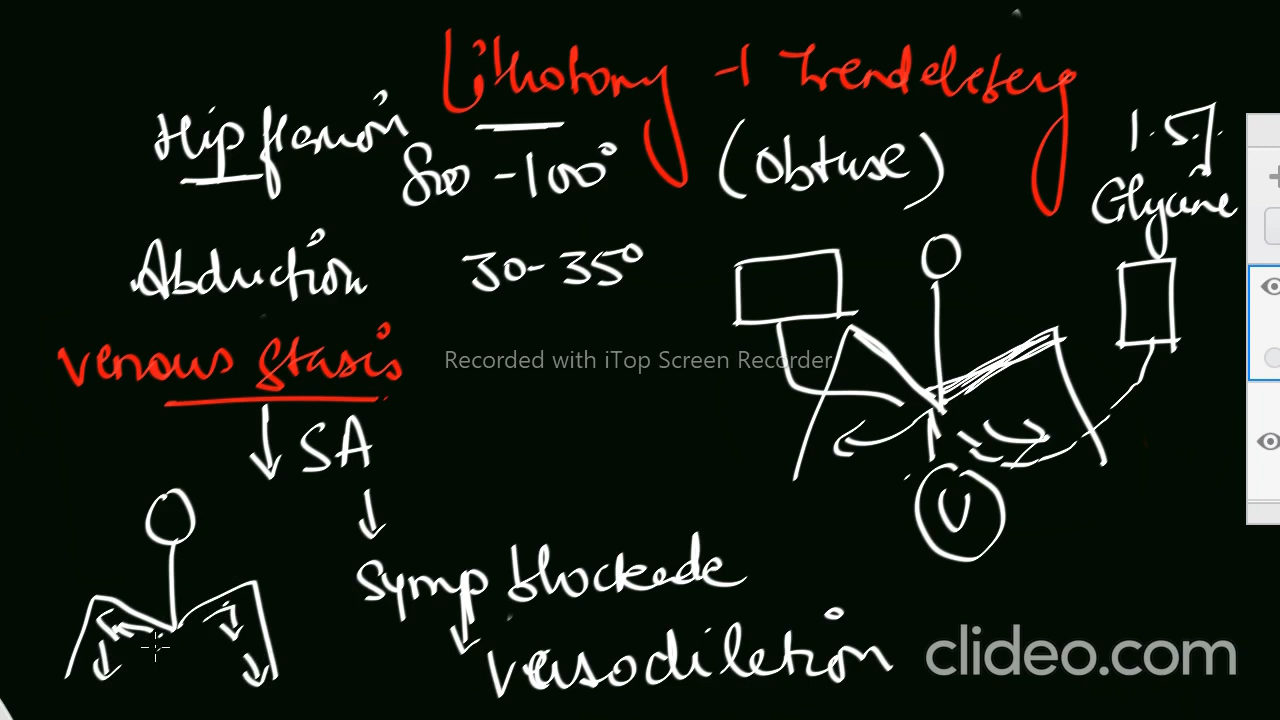 Lithotomy + Trendelenberg
Hip flexion 80 - 100° (obtuse)
1.5%
Glycine
Abduction 30 - 35°
Venous stasis
Recorded with iTop Screen Recorder
SA
U
Symp blockade
Vasodiletion
clideo.com